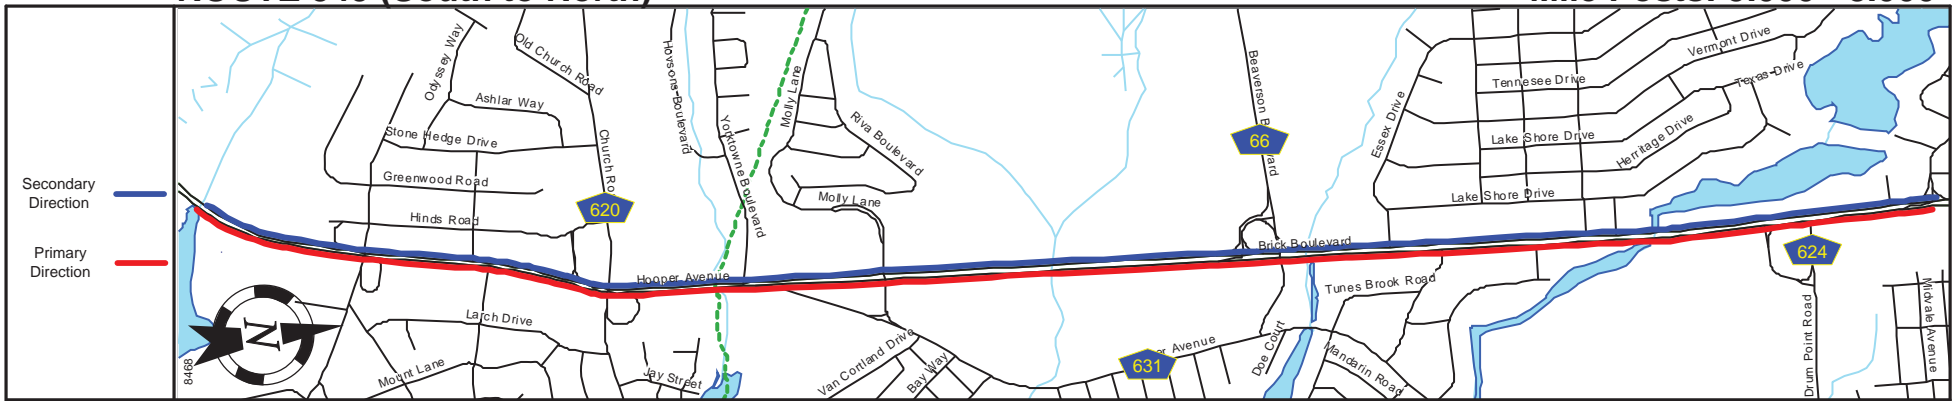 Secondary
Direction
Primary
Direction
Odyssey Way
Old Church Road
Ashlar Way
Stone Hedge Drive
Greenwood Road
Hinds Road
Church Ro
620
Hovsons Boulevard
Yorktowne Boulevard
Molly Lane
Riva Boulevard
Molly Lane
Hooper Avenue
Larch Drive
Mount Lane
Jay Street
Van Cortland Drive
Bay Way
631
Avenue
Doe Court
Beaverson B
66
Brick Boulevard
Tunes Brook Road
Mandarin Road
Essex Drive
Tennesee Drive
Vermont Drive
Texas Drive
Lake Shore Drive
Herritage Drive
Lake Shore Drive
624
Drum Point Road
Midvale Avenue
N
8468